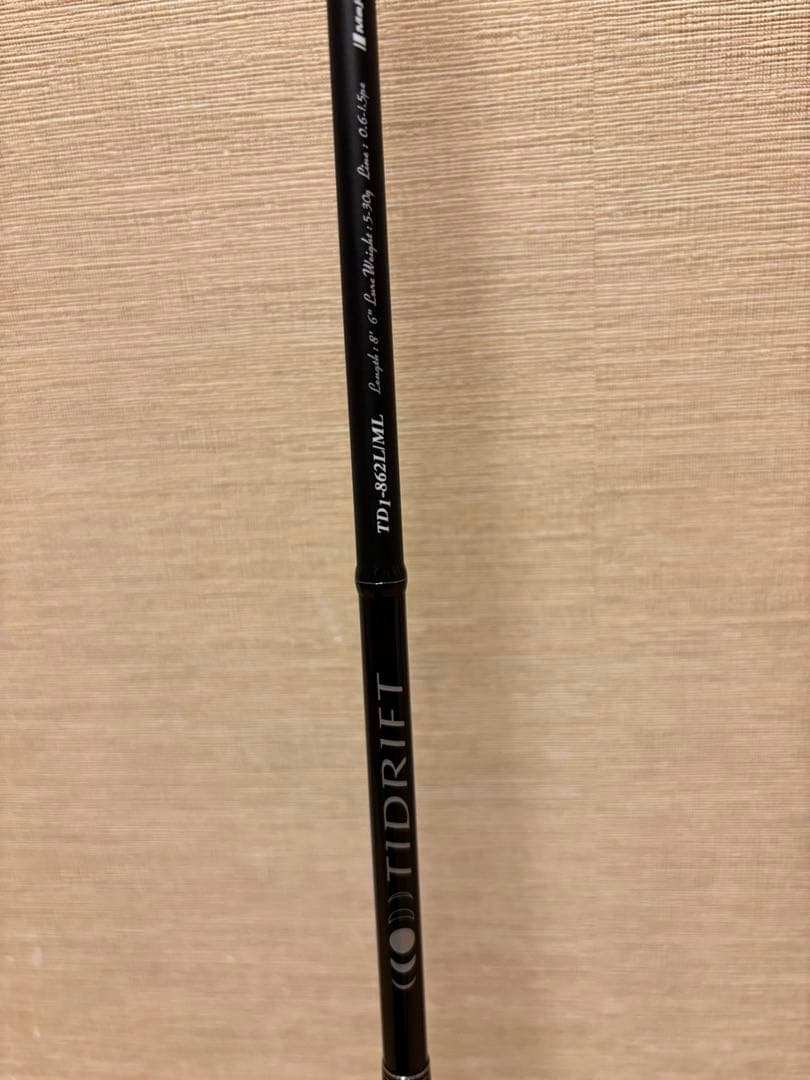 TIDRIFT
TD1-862L/ML
Length : 8' 6" Lure Weight : 5-30g Line : 0.6-1.5pe